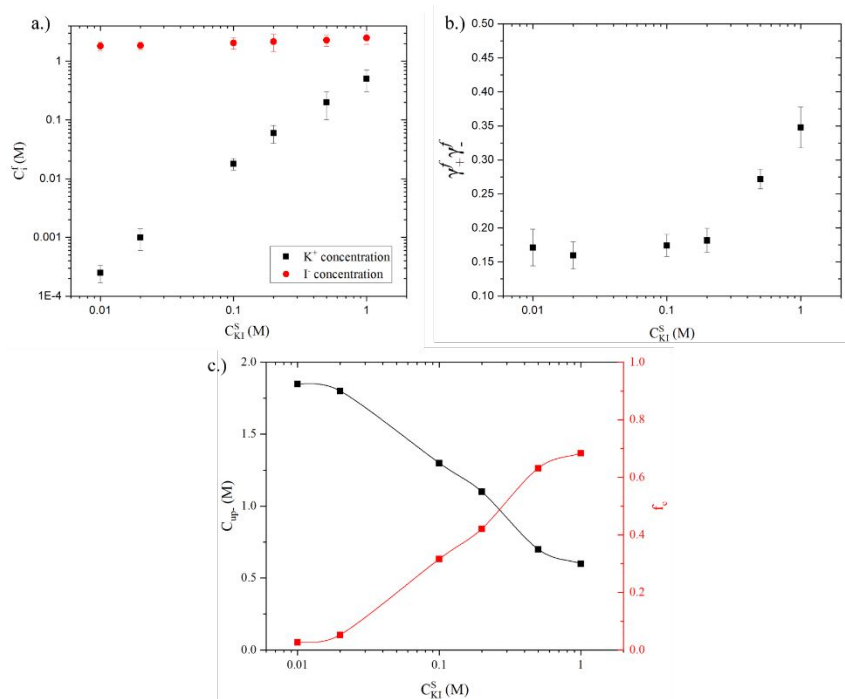 a.)
1
0.1
0.01
0.001
1E-4
C_i^f (M)
K⁺ concentration
I⁻ concentration
0.01 0.1 1
C_KI^S (M)
b.)
0.50
0.45
0.40
0.35
0.30
0.25
0.20
0.15
0.10
γ_+^f γ_-^f
0.01 0.1 1
C_KI^S (M)
c.)
2.0
1.5
1.0
0.5
0.0
C_up- (M)
1.0
0.8
0.6
0.4
0.2
0.0
f_c
0.01 0.1 1
C_KI^S (M)